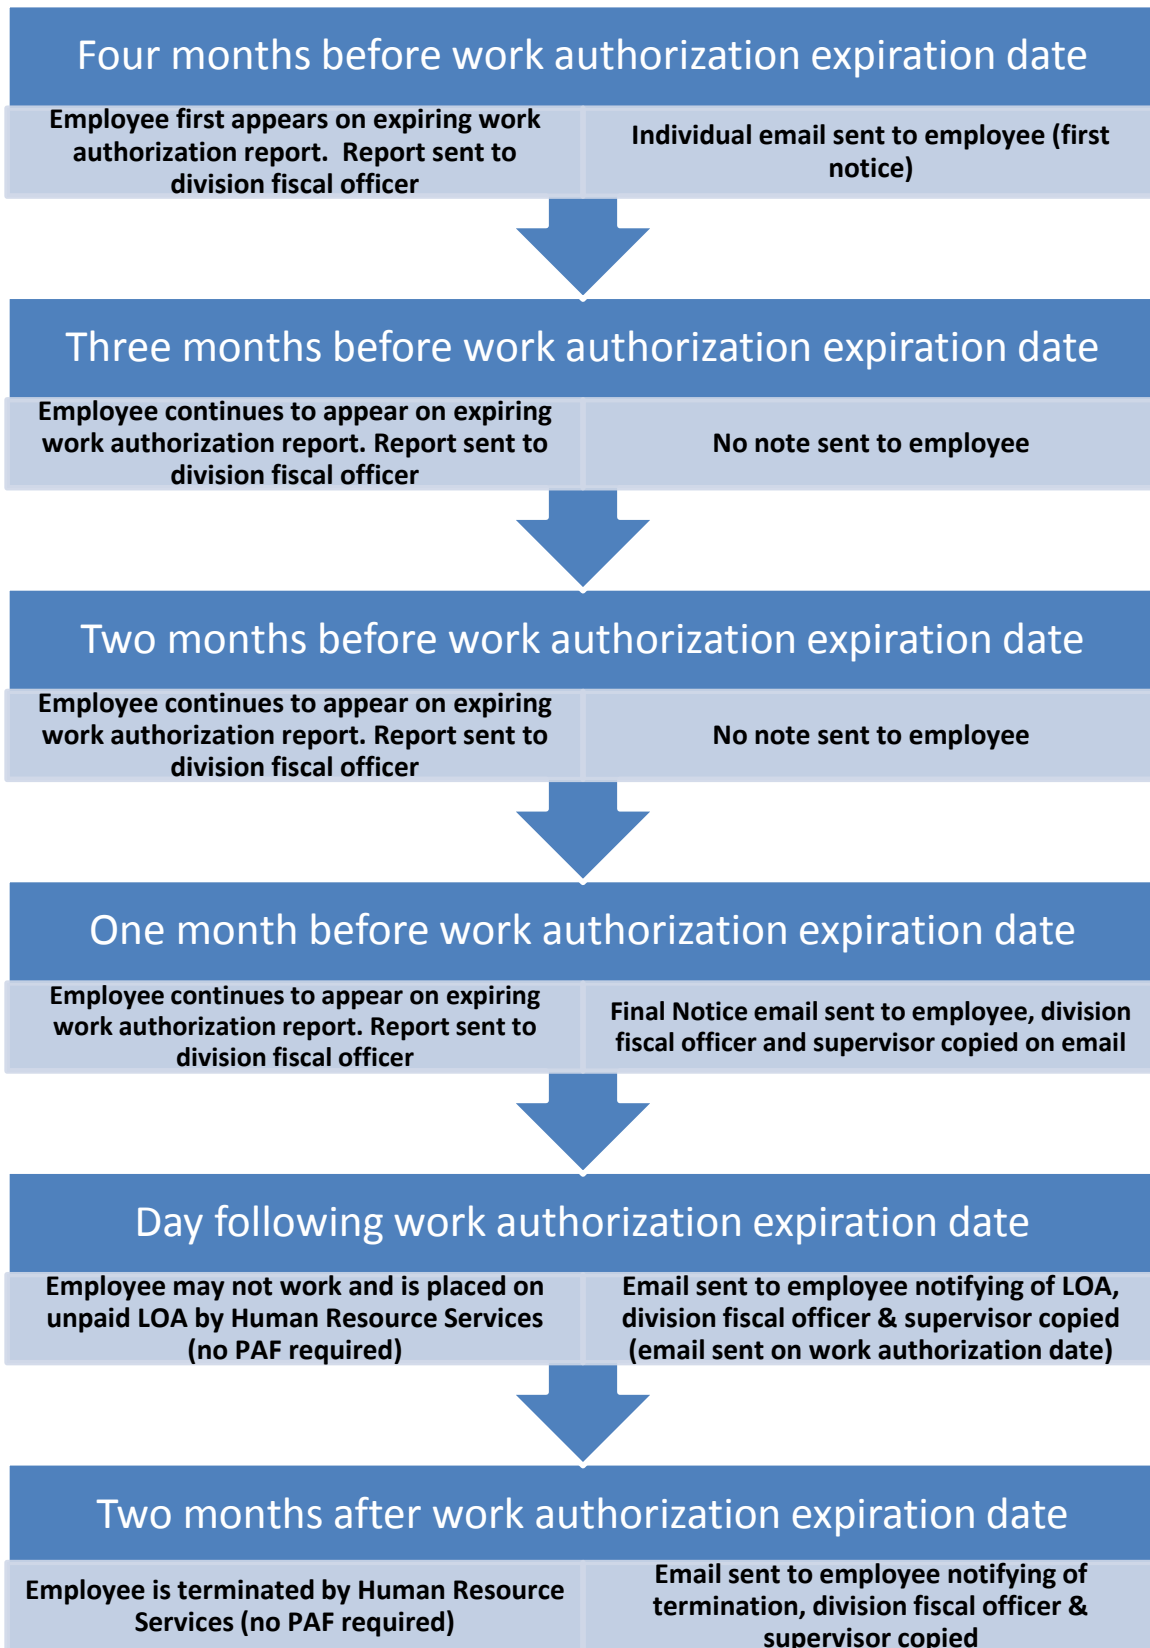 Four months before work authorization expiration date
Employee first appears on expiring work
authorization report.  Report sent to
division fiscal officer
Individual email sent to employee (first
notice)
Three months before work authorization expiration date
Employee continues to appear on expiring
work authorization report. Report sent to
division fiscal officer
No note sent to employee
Two months before work authorization expiration date
Employee continues to appear on expiring
work authorization report. Report sent to
division fiscal officer
No note sent to employee
One month before work authorization expiration date
Employee continues to appear on expiring
work authorization report. Report sent to
division fiscal officer
Final Notice email sent to employee, division
fiscal officer and supervisor copied on email
Day following work authorization expiration date
Employee may not work and is placed on
unpaid LOA by Human Resource Services
(no PAF required)
Email sent to employee notifying of LOA,
division fiscal officer & supervisor copied
(email sent on work authorization date)
Two months after work authorization expiration date
Employee is terminated by Human Resource
Services (no PAF required)
Email sent to employee notifying of
termination, division fiscal officer &
supervisor copied